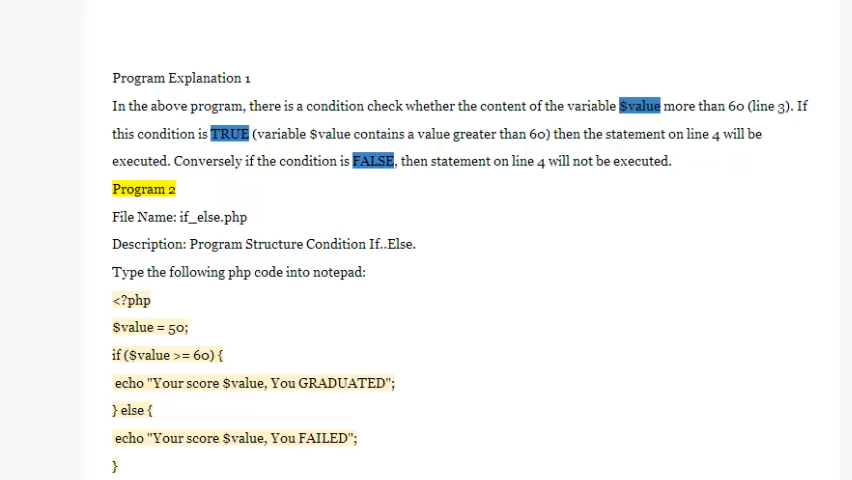 Program Explanation 1
In the above program, there is a condition check whether the content of the variable $value more than 60 (line 3). If
this condition is TRUE (variable $value contains a value greater than 60) then the statement on line 4 will be
executed. Conversely if the condition is FALSE, then statement on line 4 will not be executed.
Program 2
File Name: if_else.php
Description: Program Structure Condition If..Else.
Type the following php code into notepad:
<?php
$value = 50;
if ($value >= 60) {
echo "Your score $value, You GRADUATED";
} else {
echo "Your score $value, You FAILED";
}